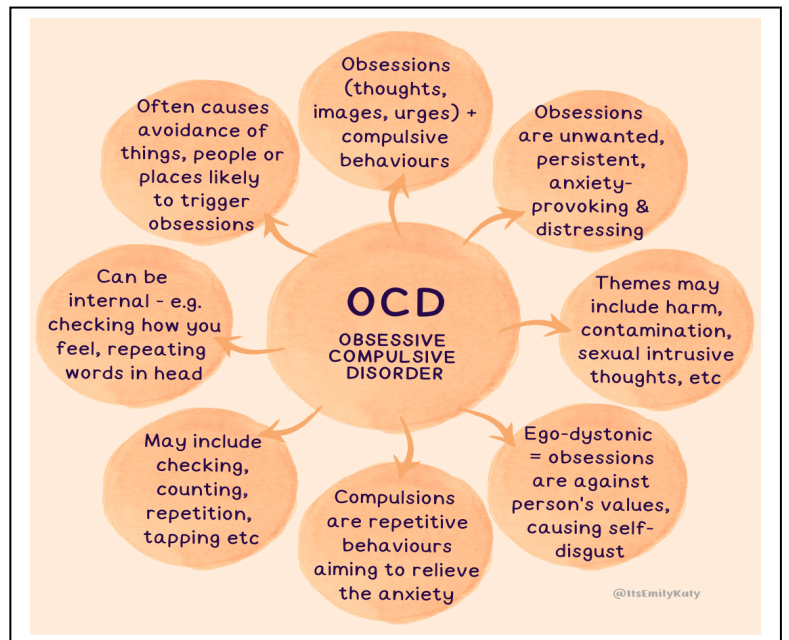 OCD
OBSESSIVE
COMPULSIVE
DISORDER
Obsessions
(thoughts,
images, urges) +
compulsive
behaviours
Obsessions
are unwanted,
persistent,
anxiety-
provoking &
distressing
Themes may
include harm,
contamination,
sexual intrusive
thoughts, etc
Ego-dystonic
= obsessions
are against
person's values,
causing self-
disgust
Compulsions
are repetitive
behaviours
aiming to relieve
the anxiety
May include
checking,
counting,
repetition,
tapping etc
Can be
internal - e.g.
checking how you
feel, repeating
words in head
Often causes
avoidance of
things, people or
places likely
to trigger
obsessions
@ItsEmilyKaty